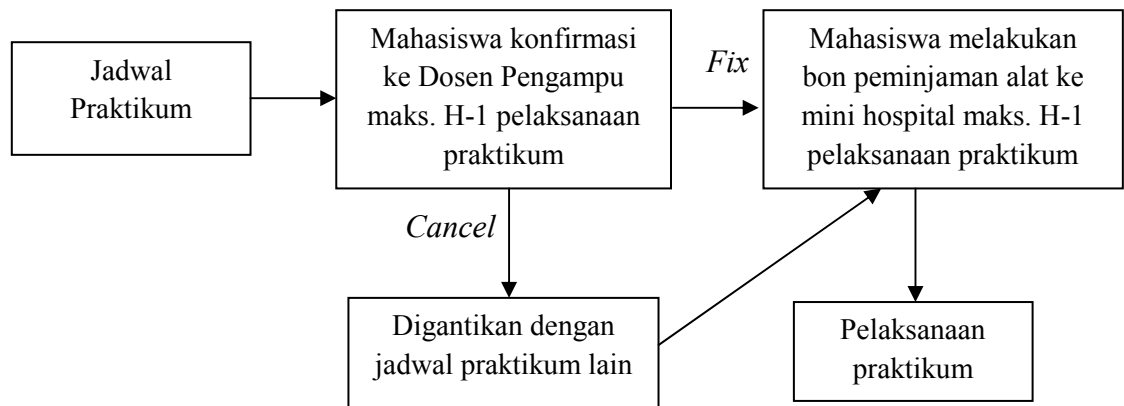 Jadwal
Praktikum
Mahasiswa konfirmasi
ke Dosen Pengampu
maks. H-1 pelaksanaan
praktikum
Fix
Mahasiswa melakukan
bon peminjaman alat ke
mini hospital maks. H-1
pelaksanaan praktikum
Cancel
Digantikan dengan
jadwal praktikum lain
Pelaksanaan
praktikum